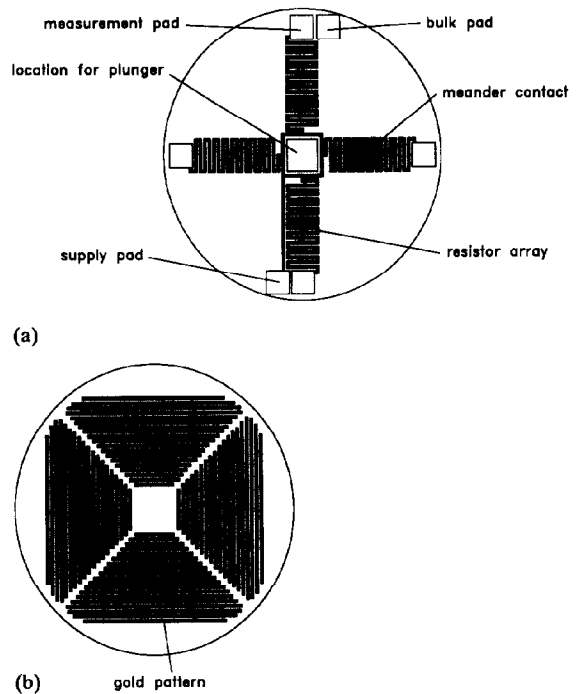 measurement pad
bulk pad
location for plunger
meander contact
supply pad
resistor array
(a)
(b)
gold pattern